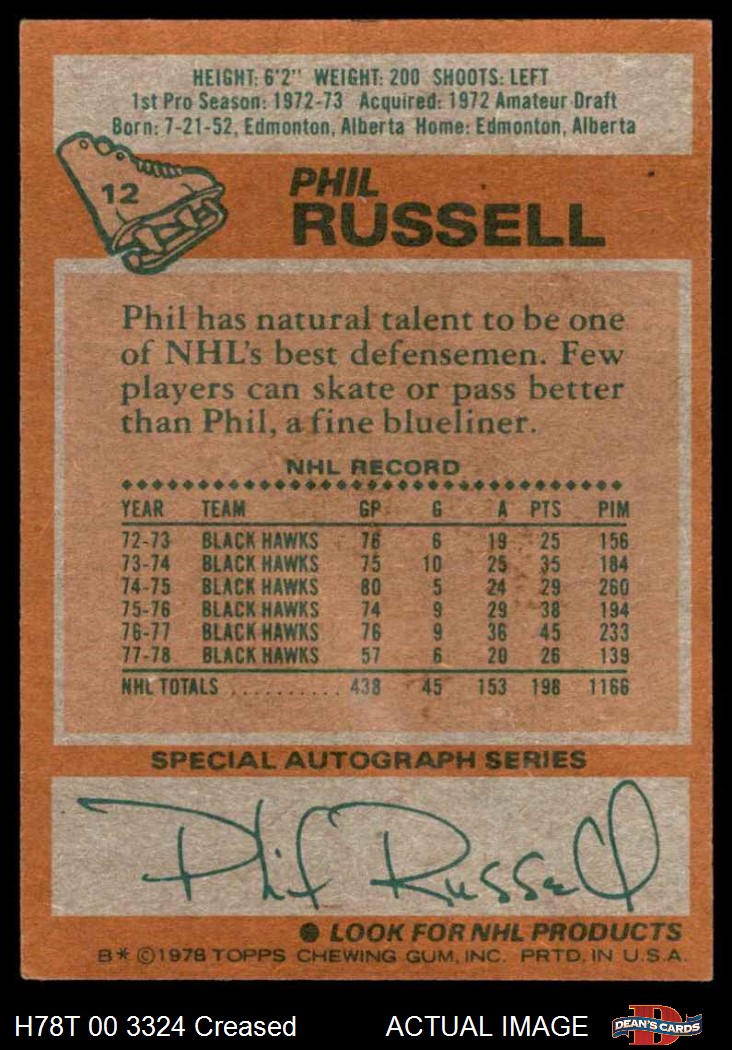 HEIGHT: 6'2" WEIGHT: 200 SHOOTS: LEFT
1st Pro Season: 1972-73 Acquired: 1972 Amateur Draft
Born: 7-21-52, Edmonton, Alberta Home: Edmonton, Alberta
12
PHIL
RUSSELL
Phil has natural talent to be one
of NHL's best defensemen. Few
players can skate or pass better
than Phil, a fine blueliner.
NHL RECORD
YEAR TEAM GP G A PTS PIM
72-73 BLACK HAWKS 76 6 19 25 156
73-74 BLACK HAWKS 75 10 25 35 184
74-75 BLACK HAWKS 80 5 24 29 260
75-76 BLACK HAWKS 74 9 29 38 194
76-77 BLACK HAWKS 76 9 36 45 233
77-78 BLACK HAWKS 57 6 20 26 139
NHL TOTALS .......... 438 45 153 198 1166
SPECIAL AUTOGRAPH SERIES
Phil Russell
● LOOK FOR NHL PRODUCTS
B* ©1978 TOPPS CHEWING GUM, INC. PRTD. IN U.S.A.
H78T 00 3324 Creased ACTUAL IMAGE
D
DEAN'S CARDS